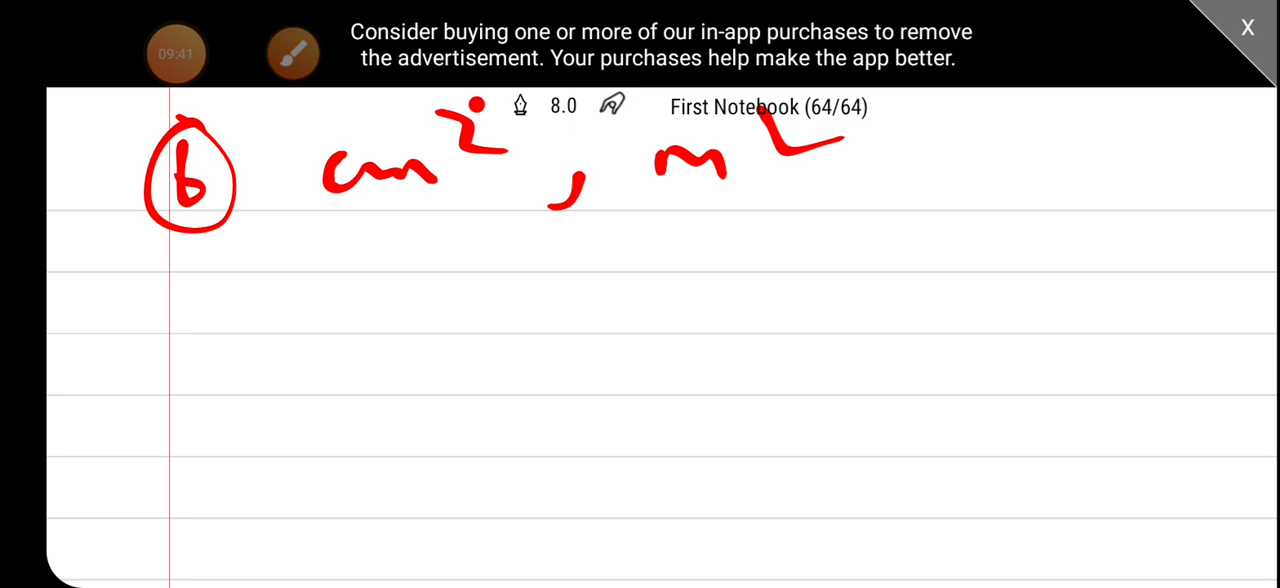 Consider buying one or more of our in-app purchases to remove
the advertisement. Your purchases help make the app better.
X
09:41
8.0 First Notebook (64/64)
b cm² , m²